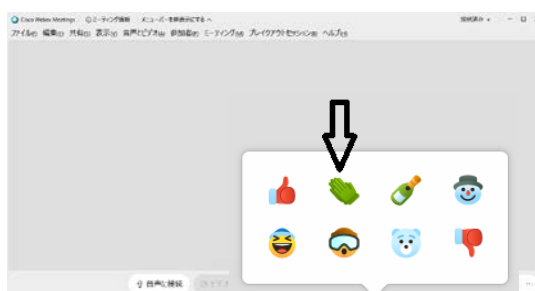 Cisco Webex Meetings ミーティング情報 メニューバーを非表示にする へ 接続済み
ファイル(F) 編集(E) 共有(S) 表示(V) 音声とビデオ(A) 参加者(P) ミーティング(M) ブレイクアウトセッション(B) ヘルプ(H)
音声に接続